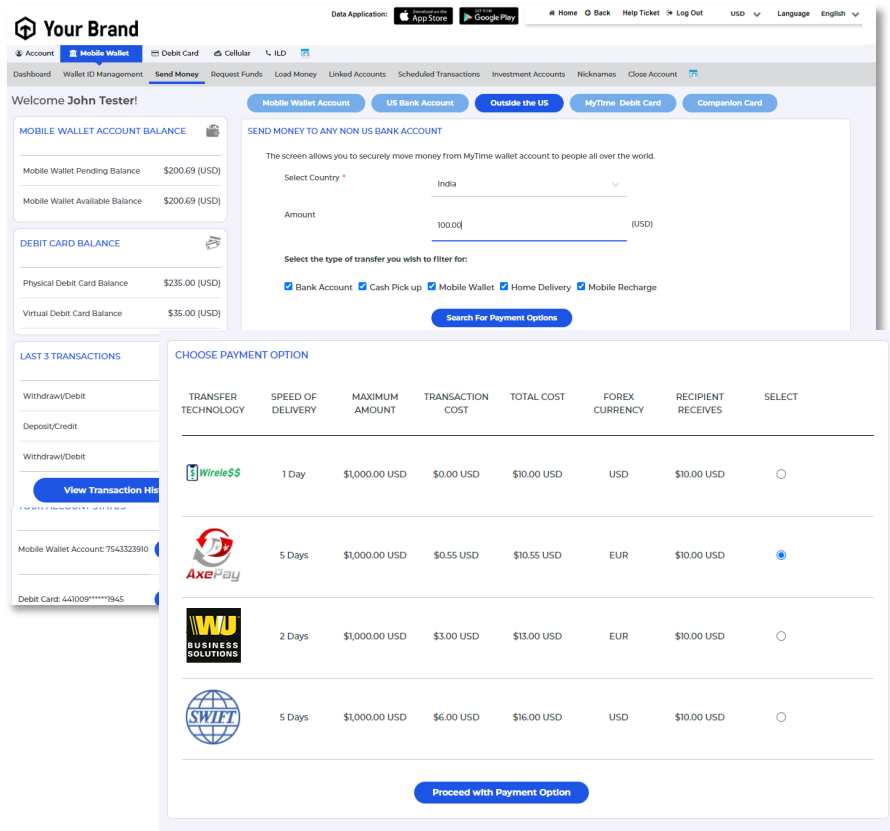 Your Brand
Data Application:
Download on the
App Store
GET IT ON
Google Play
Home Back Help Ticket Log Out USD Language English
Account Mobile Wallet Debit Card Cellular ILD
Dashboard Wallet ID Management Send Money Request Funds Load Money Linked Accounts Scheduled Transactions Investment Accounts Nicknames Close Account
Welcome John Tester!
Mobile Wallet Account US Bank Account Outside the US MyTime Debit Card Companion Card
MOBILE WALLET ACCOUNT BALANCE
Mobile Wallet Pending Balance $200.69 (USD)
Mobile Wallet Available Balance $200.69 (USD)
DEBIT CARD BALANCE
Physical Debit Card Balance $235.00 (USD)
Virtual Debit Card Balance $35.00 (USD)
LAST 3 TRANSACTIONS
Withdrawl/Debit
Deposit/Credit
Withdrawl/Debit
View Transaction His
YOUR ACCOUNT STATUS
Mobile Wallet Account: 7543323910
Debit Card: 441009******1945
SEND MONEY TO ANY NON US BANK ACCOUNT
The screen allows you to securely move money from MyTime wallet account to people all over the world.
Select Country * India
Amount 100.00 (USD)
Select the type of transfer you wish to filter for:
Bank Account Cash Pick up Mobile Wallet Home Delivery Mobile Recharge
Search For Payment Options
CHOOSE PAYMENT OPTION
TRANSFER TECHNOLOGY SPEED OF DELIVERY MAXIMUM AMOUNT TRANSACTION COST TOTAL COST FOREX CURRENCY RECIPIENT RECEIVES SELECT
$ Wirele$$ 1 Day $1,000.00 USD $0.00 USD $10.00 USD USD $10.00 USD
AxePay 5 Days $1,000.00 USD $0.55 USD $10.55 USD EUR $10.00 USD
WU BUSINESS SOLUTIONS 2 Days $1,000.00 USD $3.00 USD $13.00 USD EUR $10.00 USD
SWIFT 5 Days $1,000.00 USD $6.00 USD $16.00 USD USD $10.00 USD
Proceed with Payment Option